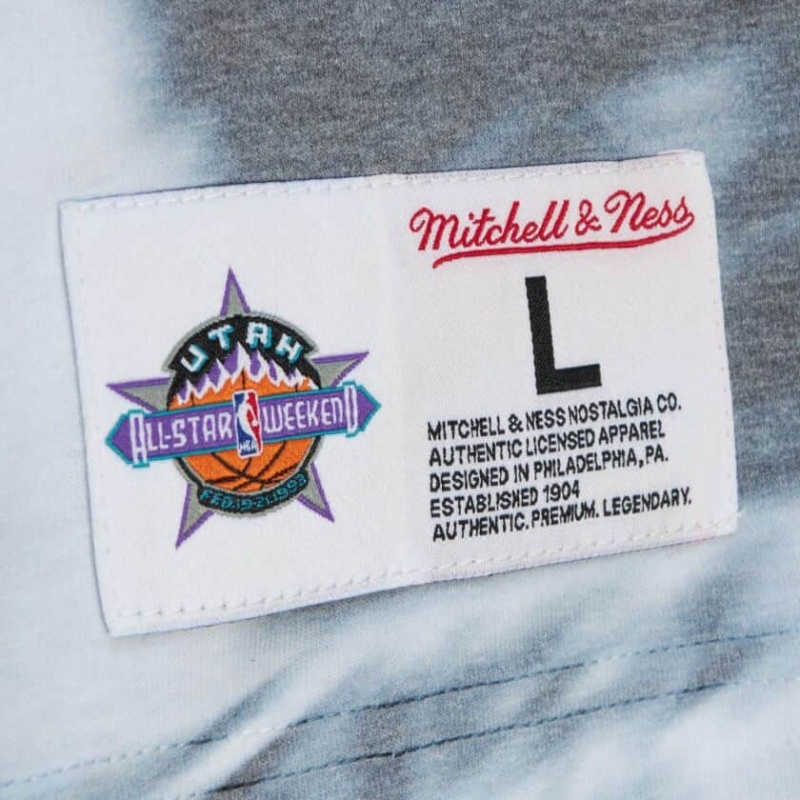 UTAH
ALL-STAR WEEKEND
NBA
FEB.19-21,1993
Mitchell & Ness
L
MITCHELL & NESS NOSTALGIA CO.
AUTHENTIC LICENSED APPAREL
DESIGNED IN PHILADELPHIA, PA.
ESTABLISHED 1904
AUTHENTIC. PREMIUM. LEGENDARY.